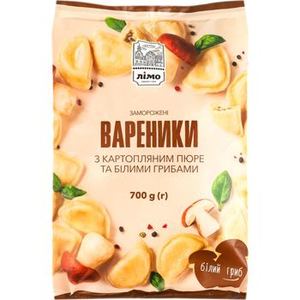 лімо
ЗАМОРОЖЕНІ
ВАРЕНИКИ
З КАРТОПЛЯНИМ ПЮРЕ
ТА БІЛИМИ ГРИБАМИ
700 g (г)
білий гриб